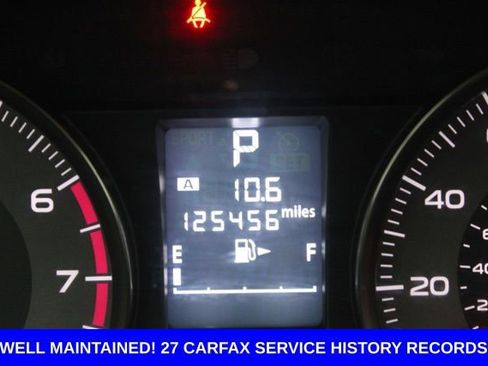 P
A 10.6
125456 miles
E F
6
7
40
20
WELL MAINTAINED! 27 CARFAX SERVICE HISTORY RECORDS